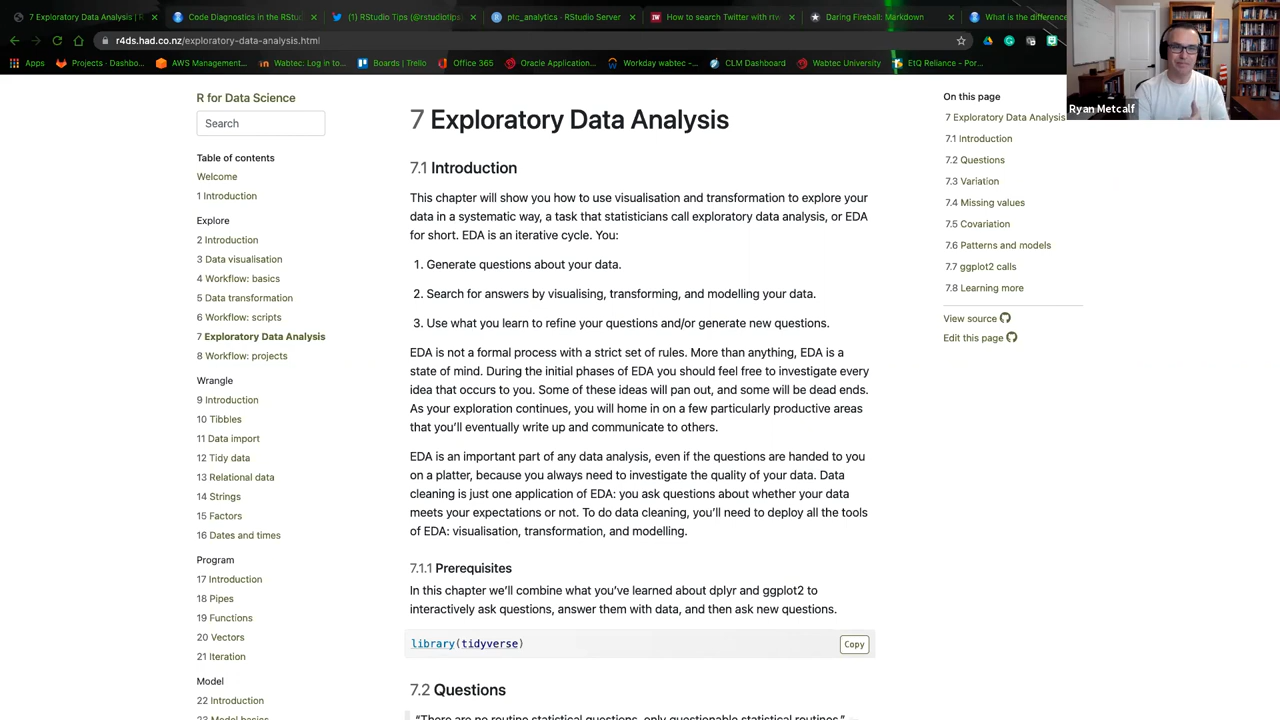 7 Exploratory Data Analysis |
Code Diagnostics in the RStu
(1) RStudio Tips (@rstudiotips
ptc_analytics - RStudio Server
How to search Twitter with rtw
Daring Fireball: Markdown
What is the difference
r4ds.had.co.nz/exploratory-data-analysis.html
Apps
Projects · Dashbo...
AWS Management...
Wabtec: Log in to...
Boards | Trello
Office 365
Oracle Application...
Workday wabtec -...
CLM Dashboard
Wabtec University
EtQ Reliance - Por...
Ryan Metcalf
R for Data Science
Search
Table of contents
Welcome
1 Introduction
Explore
2 Introduction
3 Data visualisation
4 Workflow: basics
5 Data transformation
6 Workflow: scripts
7 Exploratory Data Analysis
8 Workflow: projects
Wrangle
9 Introduction
10 Tibbles
11 Data import
12 Tidy data
13 Relational data
14 Strings
15 Factors
16 Dates and times
Program
17 Introduction
18 Pipes
19 Functions
20 Vectors
21 Iteration
Model
22 Introduction
23 Model basics
7 Exploratory Data Analysis
7.1 Introduction
This chapter will show you how to use visualisation and transformation to explore your
data in a systematic way, a task that statisticians call exploratory data analysis, or EDA
for short. EDA is an iterative cycle. You:
1. Generate questions about your data.
2. Search for answers by visualising, transforming, and modelling your data.
3. Use what you learn to refine your questions and/or generate new questions.
EDA is not a formal process with a strict set of rules. More than anything, EDA is a
state of mind. During the initial phases of EDA you should feel free to investigate every
idea that occurs to you. Some of these ideas will pan out, and some will be dead ends.
As your exploration continues, you will home in on a few particularly productive areas
that you'll eventually write up and communicate to others.
EDA is an important part of any data analysis, even if the questions are handed to you
on a platter, because you always need to investigate the quality of your data. Data
cleaning is just one application of EDA: you ask questions about whether your data
meets your expectations or not. To do data cleaning, you'll need to deploy all the tools
of EDA: visualisation, transformation, and modelling.
7.1.1 Prerequisites
In this chapter we'll combine what you've learned about dplyr and ggplot2 to
interactively ask questions, answer them with data, and then ask new questions.
library(tidyverse)
Copy
7.2 Questions
"There are no routine statistical questions, only questionable statistical routines." —
On this page
7 Exploratory Data Analysis
7.1 Introduction
7.2 Questions
7.3 Variation
7.4 Missing values
7.5 Covariation
7.6 Patterns and models
7.7 ggplot2 calls
7.8 Learning more
View source
Edit this page